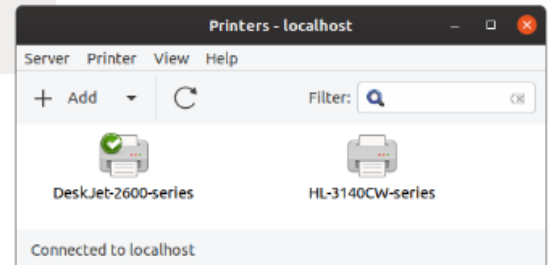 Printers - localhost
Server Printer View Help
Add Filter:
DeskJet-2600-series HL-3140CW-series
Connected to localhost